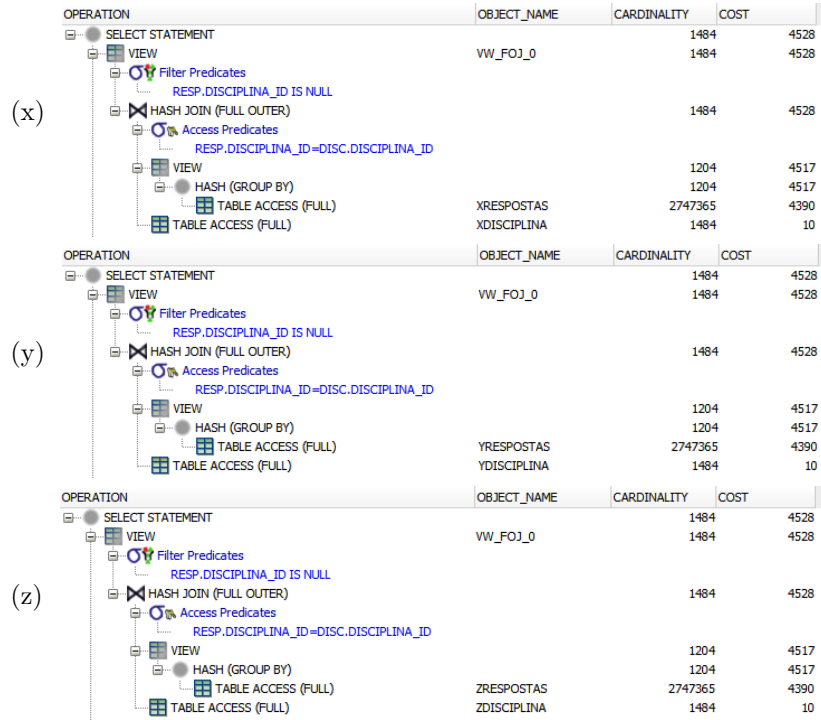 OPERATION OBJECT_NAME CARDINALITY COST
SELECT STATEMENT 1484 4528
VIEW VW_FOJ_0 1484 4528
Filter Predicates
RESP.DISCIPLINA_ID IS NULL
(x) HASH JOIN (FULL OUTER) 1484 4528
Access Predicates
RESP.DISCIPLINA_ID=DISC.DISCIPLINA_ID
VIEW 1204 4517
HASH (GROUP BY) 1204 4517
TABLE ACCESS (FULL) XRESPOSTAS 2747365 4390
TABLE ACCESS (FULL) XDISCIPLINA 1484 10
OPERATION OBJECT_NAME CARDINALITY COST
SELECT STATEMENT 1484 4528
VIEW VW_FOJ_0 1484 4528
Filter Predicates
RESP.DISCIPLINA_ID IS NULL
(y) HASH JOIN (FULL OUTER) 1484 4528
Access Predicates
RESP.DISCIPLINA_ID=DISC.DISCIPLINA_ID
VIEW 1204 4517
HASH (GROUP BY) 1204 4517
TABLE ACCESS (FULL) YRESPOSTAS 2747365 4390
TABLE ACCESS (FULL) YDISCIPLINA 1484 10
OPERATION OBJECT_NAME CARDINALITY COST
SELECT STATEMENT 1484 4528
VIEW VW_FOJ_0 1484 4528
Filter Predicates
RESP.DISCIPLINA_ID IS NULL
(z) HASH JOIN (FULL OUTER) 1484 4528
Access Predicates
RESP.DISCIPLINA_ID=DISC.DISCIPLINA_ID
VIEW 1204 4517
HASH (GROUP BY) 1204 4517
TABLE ACCESS (FULL) ZRESPOSTAS 2747365 4390
TABLE ACCESS (FULL) ZDISCIPLINA 1484 10